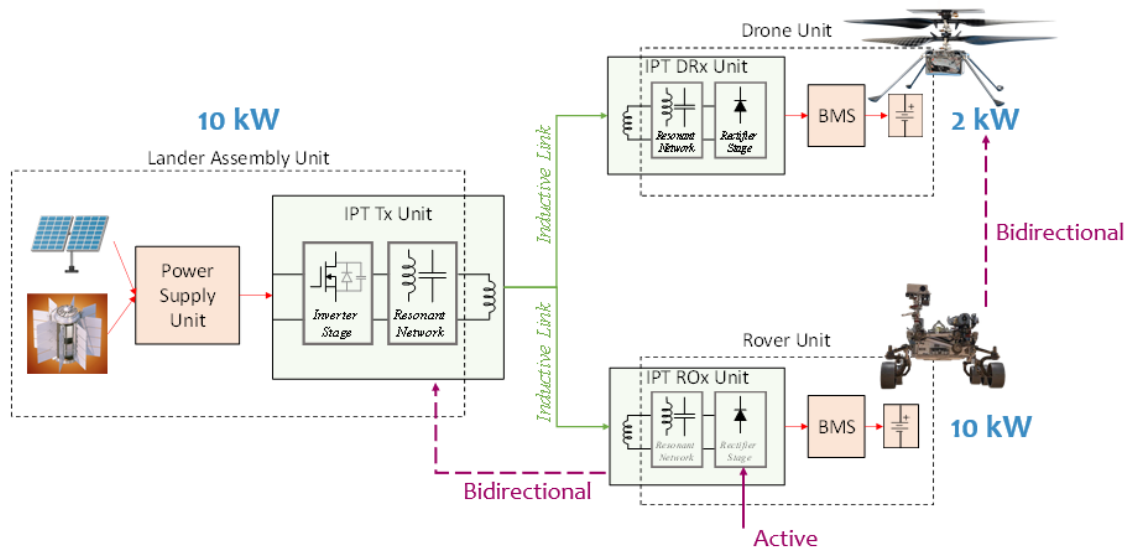 10 kW
Lander Assembly Unit
Power
Supply
Unit
IPT Tx Unit
Inverter
Stage
Resonant
Network
Inductive Link
Inductive Link
Drone Unit
IPT DRx Unit
Resonant
Network
Rectifier
Stage
BMS
+
2 kW
Bidirectional
Rover Unit
IPT ROx Unit
Resonant
Network
Rectifier
Stage
BMS
+
10 kW
Bidirectional
Active